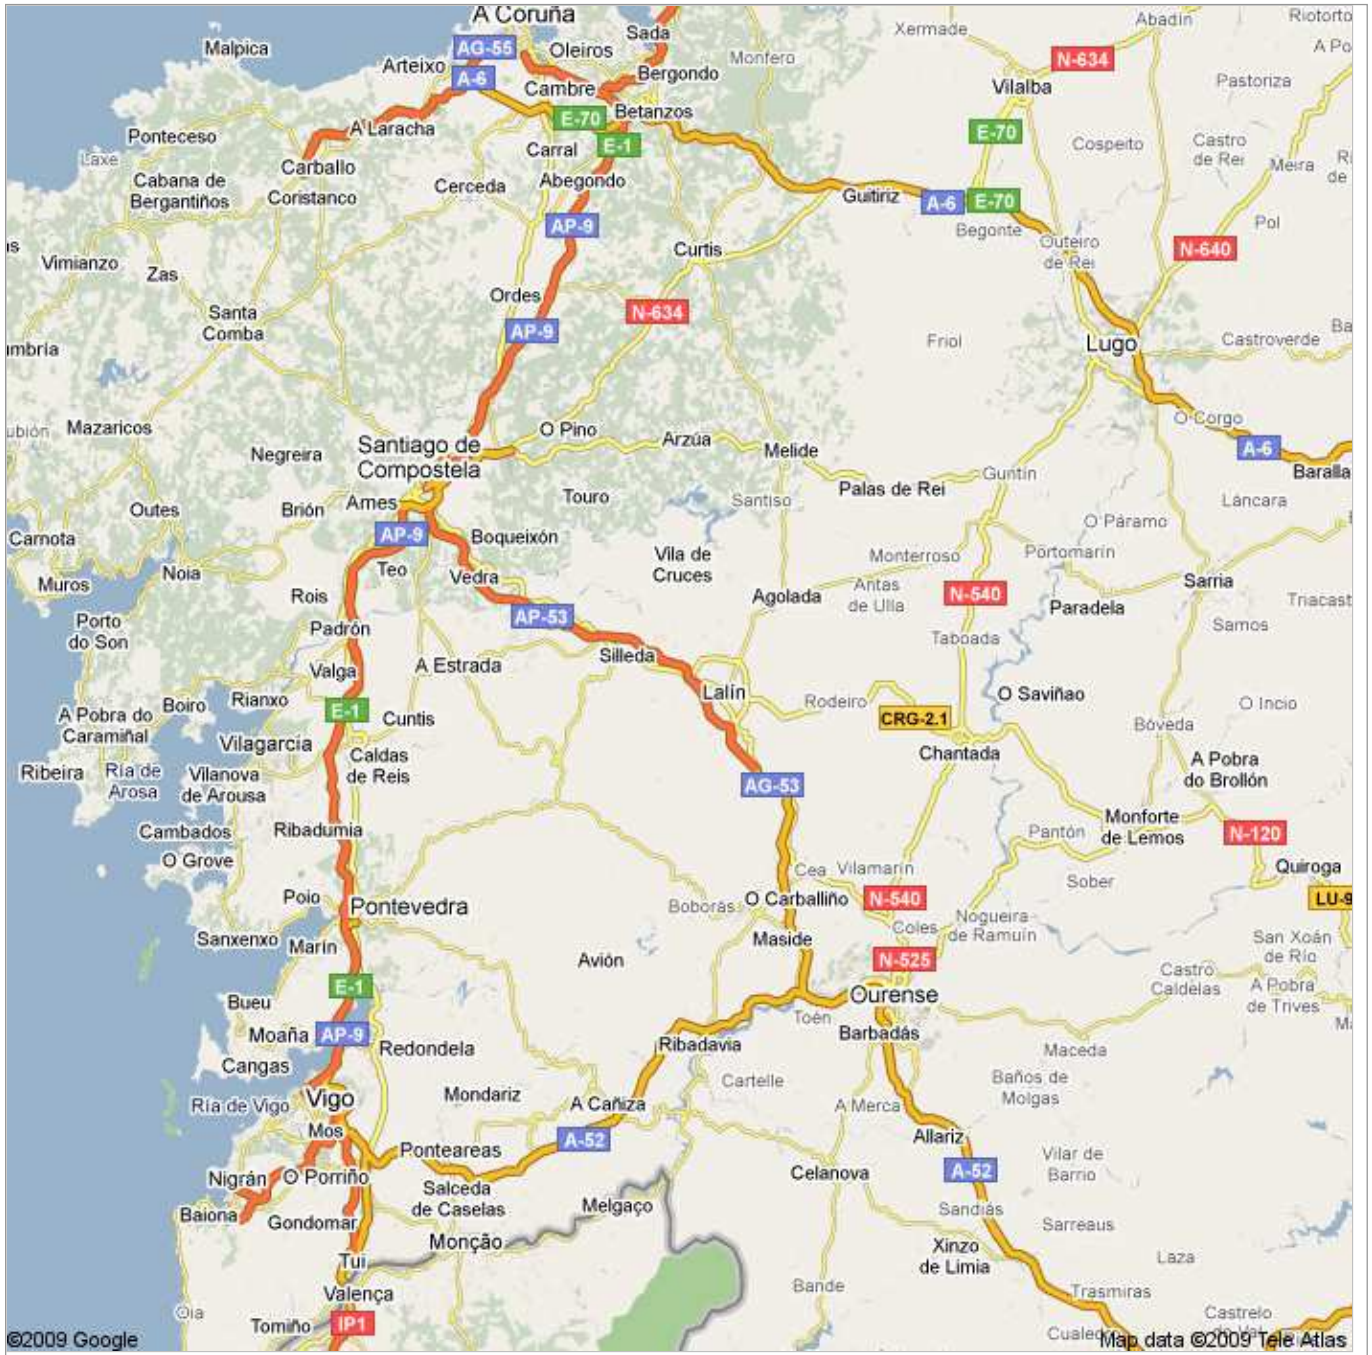 A Coruña
Sada
Abadín
Riotorto
Xermade
Malpica
AG-55
Oleiros
Monfero
N-634
Arteixo
A-6
Bergondo
Vilalba
Pastoriza
Cambre
Betanzos
E-70
E-70
Ponteceso
A Laracha
E-1
Carral
Cospeito
Castro
de Rei
Meira
Laxe
Carballo
Cabana de
Bergantiños
Coristanco
Cerceda
Abegondo
Guitiriz
A-6
E-70
AP-9
Begonte
Pol
Vimianzo
Zas
Curtis
Outeiro
de Rei
N-640
Ordes
Santa
Comba
N-634
AP-9
Friol
Lugo
Castroverde
Mazaricos
O Pino
Arzúa
Melide
O Corgo
A-6
Santiago de
Compostela
Negreira
Baralla
Guntín
Palas de Rei
Ames
Touro
Santiso
Láncara
Outes
Brión
O Páramo
Carnota
AP-9
Boqueixón
Vila de
Cruces
Monterroso
Portomarín
Muros
Noia
Teo
Vedra
Agolada
Antas
de Ulla
N-540
Sarria
Paradela
Triacast
Rois
AP-53
Porto
do Son
Padrón
Taboada
Samos
Silleda
Valga
A Estrada
Lalín
Rodeiro
O Saviñao
O Incio
Rianxo
Boiro
E-1
Cuntis
CRG-2.1
Bóveda
A Pobra do
Caramiñal
Vilagarcia
Chantada
Caldas
de Reis
A Pobra
do Brollón
Ribeira
Ría de
Arosa
Vilanova
de Arousa
AG-53
Monforte
de Lemos
Cambados
Ribadumia
Pantón
N-120
O Grove
Cea
Vilamarín
Quiroga
Sober
Poio
Pontevedra
Boborás
O Carballiño
N-540
LU-9
Coles
Nogueira
de Ramuín
Sanxenxo
Marín
Maside
San Xoán
de Río
Avión
N-525
Castro
Caldelas
A Pobra
de Trives
E-1
Ourense
Bueu
Toén
Moaña
AP-9
Redondela
Ribadavia
Barbadás
Maceda
Cangas
Cartelle
Baños de
Molgas
Vigo
Mondariz
A Cañiza
A Merca
Ría de Vigo
Mos
Ponteareas
A-52
Allariz
Vilar de
Barrio
Nigrán
O Porriño
Celanova
A-52
Salceda
de Caselas
Melgaço
Baiona
Gondomar
Sandiás
Sarreaus
Monção
Xinzo
de Limia
Laza
Tui
Valença
Bande
Trasmiras
Oia
Tomiño
IP1
Castrelo
©2009 Google
Map data ©2009 Tele Atlas